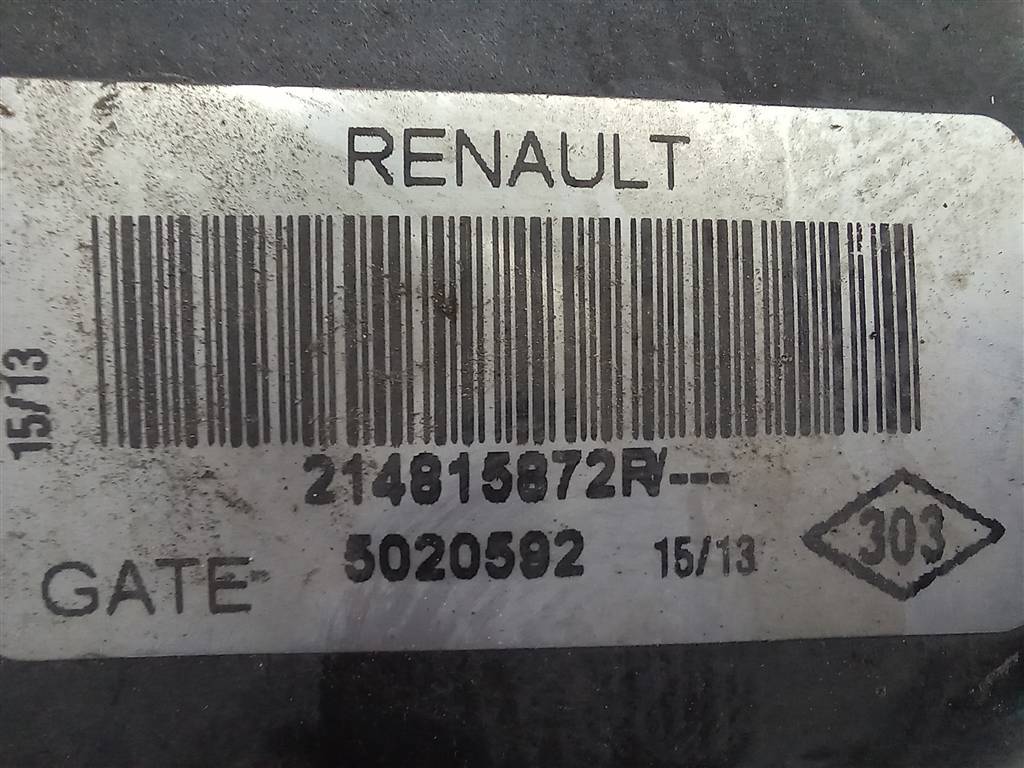 RENAULT
15/13
214815872R/---
5020592 15/13
303
GATE--